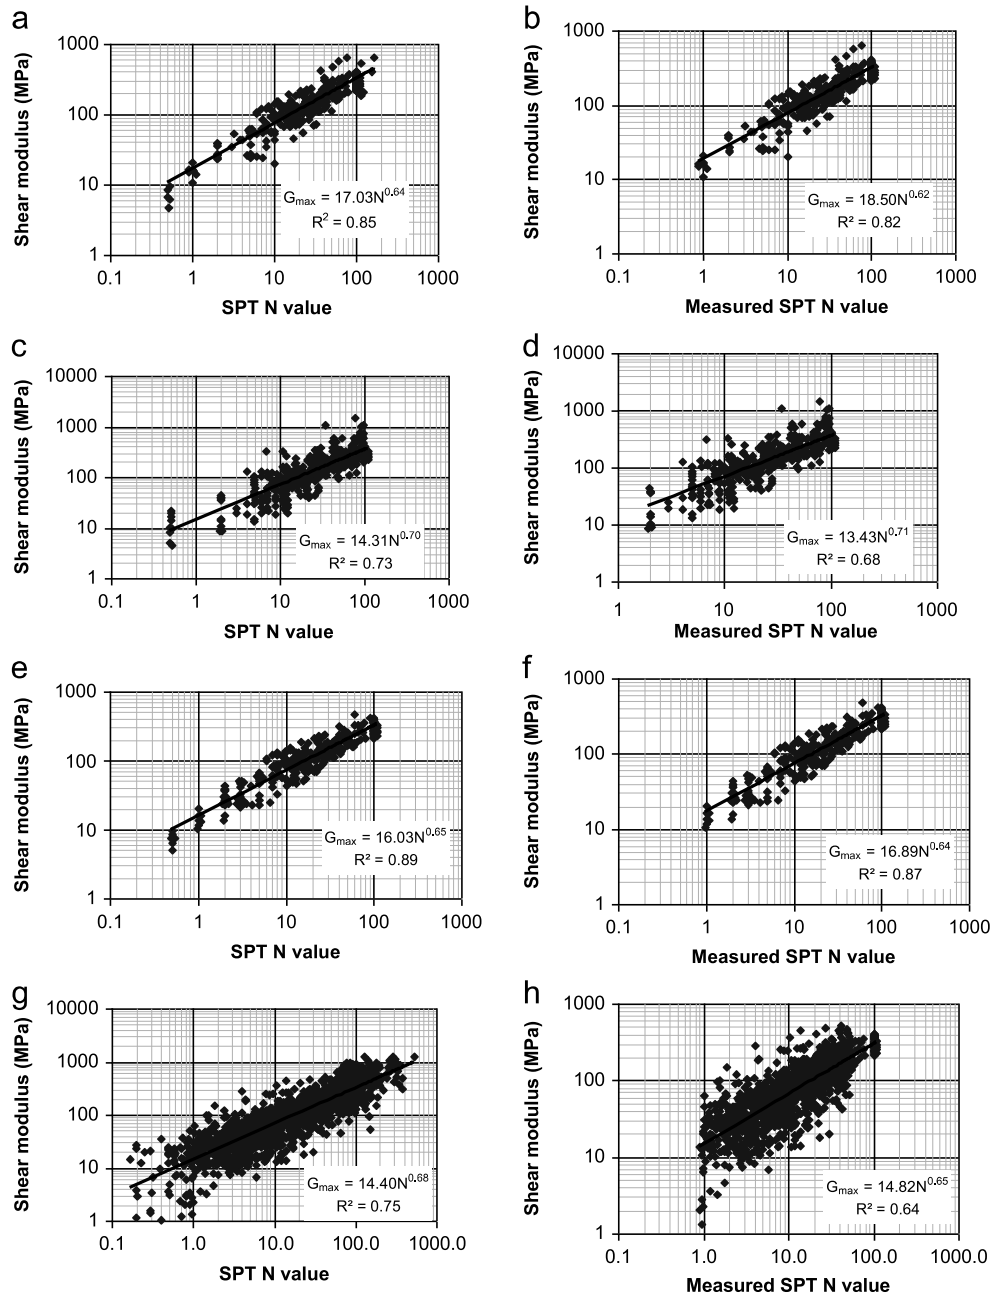 a
Shear modulus (MPa)
1000
100
10
1
0.1
1
10
100
1000
SPT N value
Gmax = 17.03N0.64
R2 = 0.85
b
Shear modulus (MPa)
1000
100
10
1
0.1
1
10
100
1000
Measured SPT N value
Gmax = 18.50N0.62
R² = 0.82
c
Shear modulus (MPa)
10000
1000
100
10
1
0.1
1
10
100
1000
SPT N value
Gmax = 14.31N0.70
R² = 0.73
d
Shear modulus (MPa)
10000
1000
100
10
1
1
10
100
1000
Measured SPT N value
Gmax = 13.43N0.71
R² = 0.68
e
Shear modulus (MPa)
1000
100
10
1
0.1
1
10
100
1000
SPT N value
Gmax = 16.03N0.65
R² = 0.89
f
Shear modulus (MPa)
1000
100
10
1
0.1
1
10
100
1000
Measured SPT N value
Gmax = 16.89N0.64
R² = 0.87
g
Shear modulus (MPa)
10000
1000
100
10
1
0.1
1.0
10.0
100.0
1000.0
SPT N value
Gmax = 14.40N0.68
R² = 0.75
h
Shear modulus (MPa)
1000
100
10
1
0.1
1.0
10.0
100.0
1000.0
Measured SPT N value
Gmax = 14.82N0.65
R² = 0.64